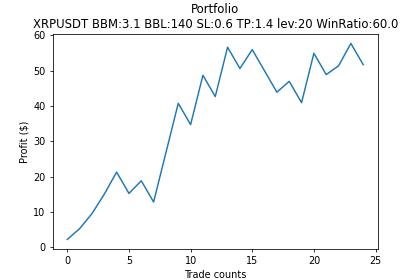 Portfolio
XRPUSDT BBM:3.1 BBL:140 SL:0.6 TP:1.4 lev:20 WinRatio:60.0
60
50
40
30
20
10
0
Profit ($)
0 5 10 15 20 25
Trade counts